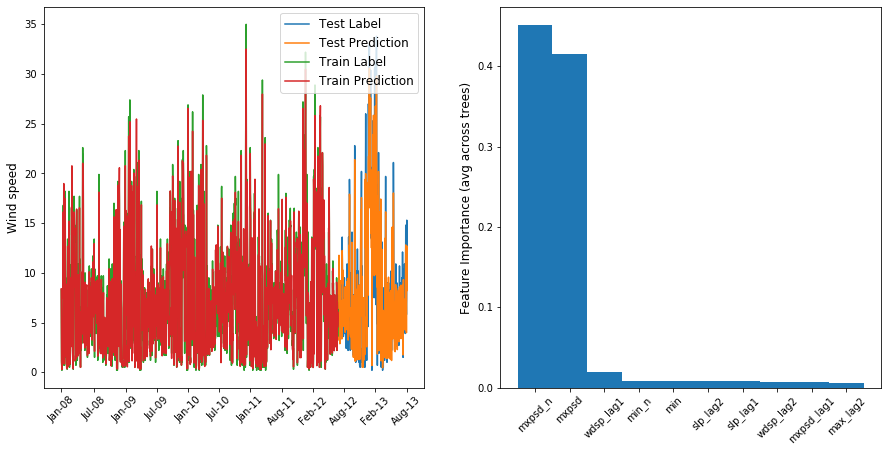 Test Label
Test Prediction
Train Label
Train Prediction
Wind speed
35
30
25
20
15
10
5
0
Jan-08
Jul-08
Jan-09
Jul-09
Jan-10
Jul-10
Jan-11
Aug-11
Feb-12
Aug-12
Feb-13
Aug-13
Feature Importance (avg across trees)
0.4
0.3
0.2
0.1
0.0
mxpsd_n
mxpsd
wdsp_lag1
min_n
min
slp_lag2
slp_lag1
wdsp_lag2
mxpsd_lag1
max_lag2